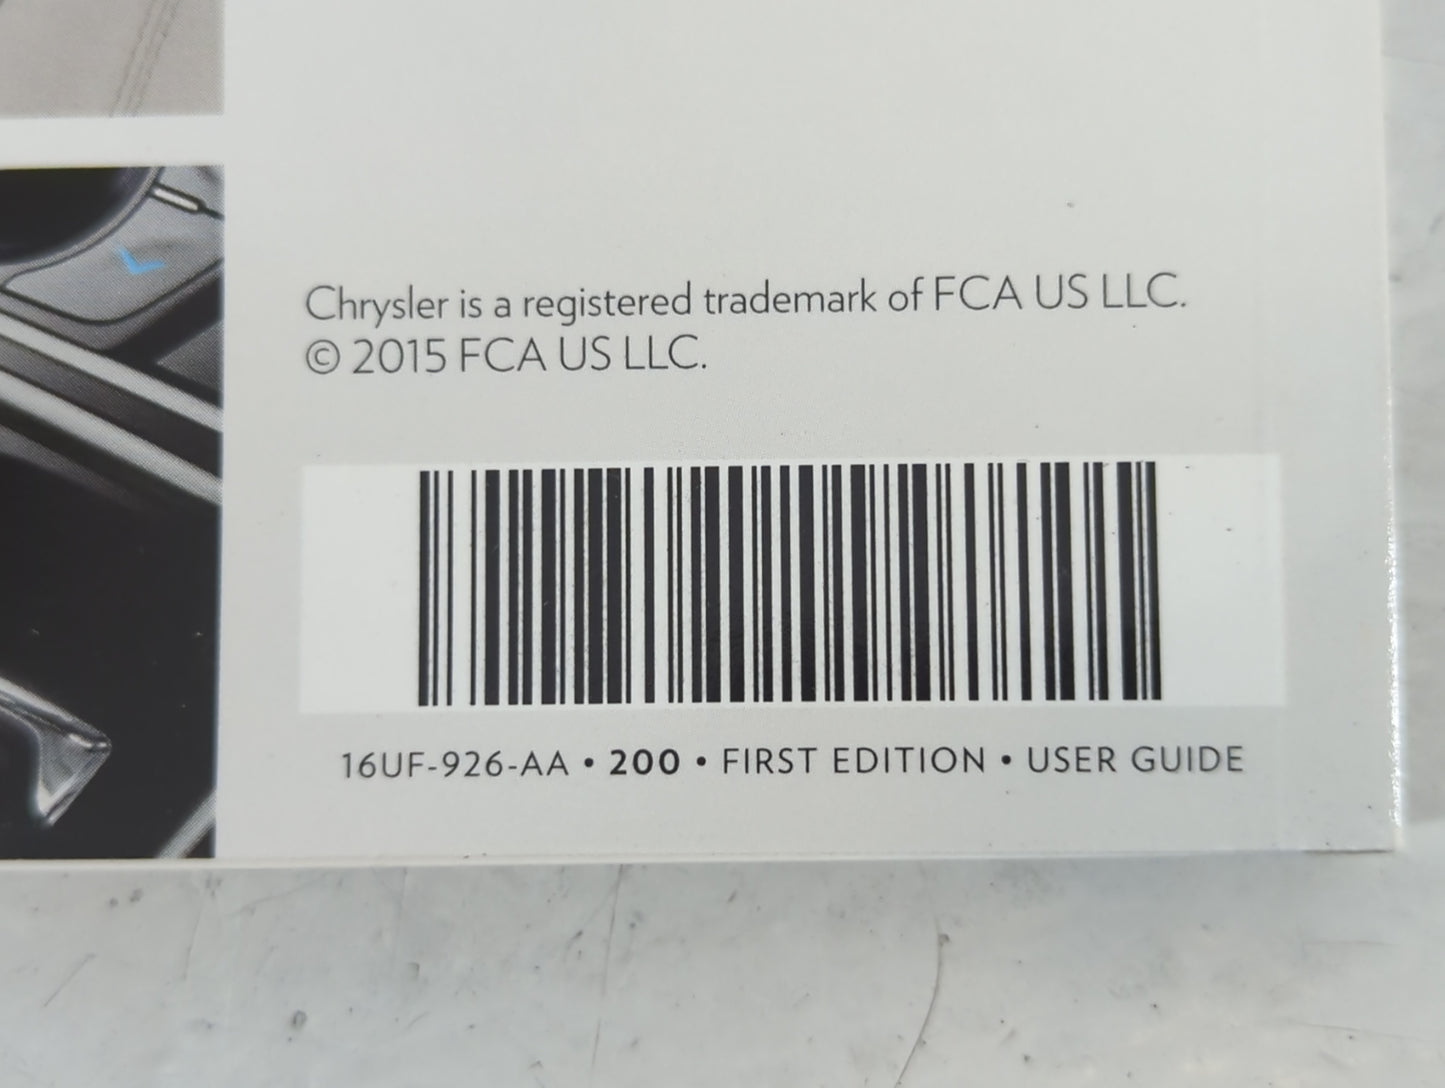 Chrysler is a registered trademark of FCA US LLC.
© 2015 FCA US LLC.
16UF-926-AA • 200 • FIRST EDITION • USER GUIDE